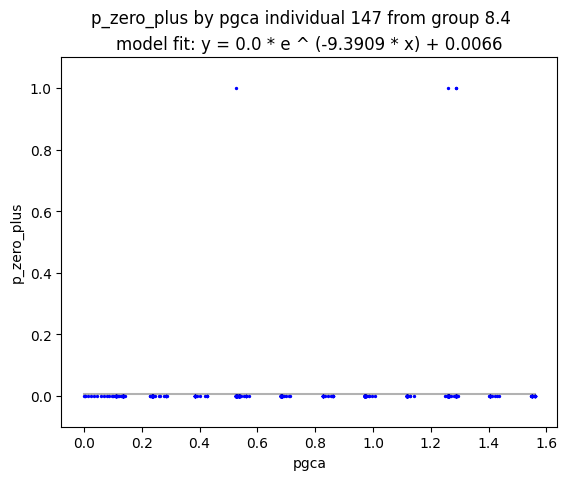 p_zero_plus by pgca individual 147 from group 8.4
model fit: y = 0.0 * e ^ (-9.3909 * x) + 0.0066
1.0
0.8
0.6
0.4
0.2
0.0
p_zero_plus
0.0 0.2 0.4 0.6 0.8 1.0 1.2 1.4 1.6
pgca